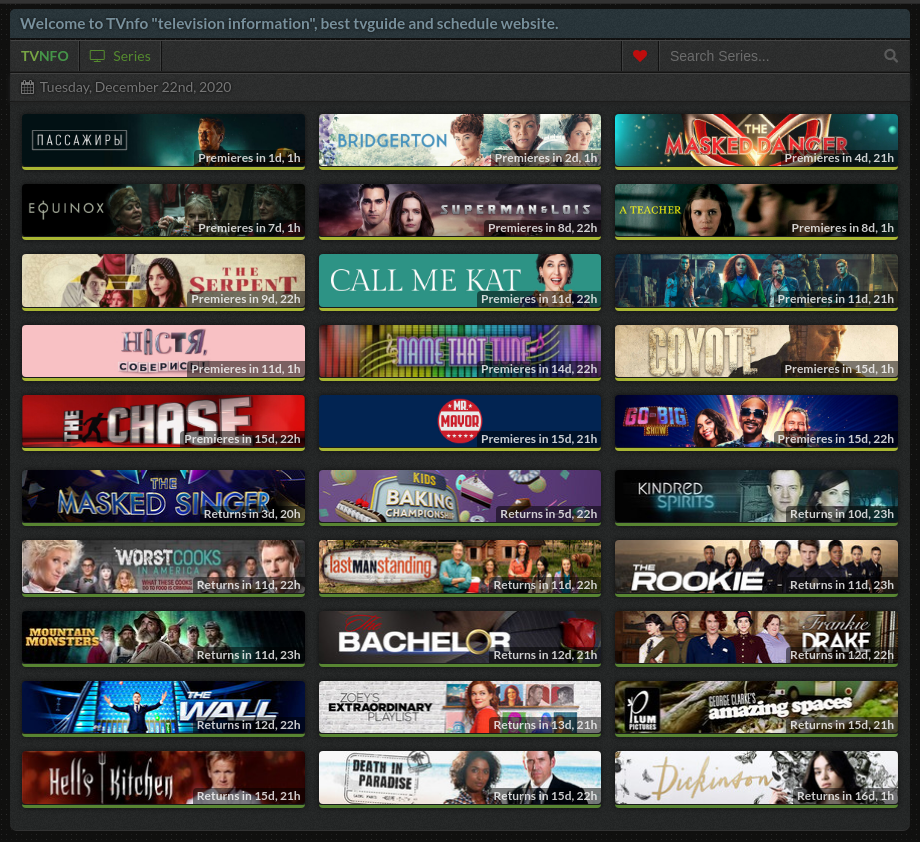 Welcome to TVnfo "television information", best tvguide and schedule website.
TVNFO Series Search Series...
Tuesday, December 22nd, 2020
ПАССАЖИРЫ
Premieres in 1d, 1h
BRIDGERTON
Premieres in 2d, 1h
THE
MASKED DANCER
Premieres in 4d, 21h
EQUINOX
Premieres in 7d, 1h
SUPERMAN & LOIS
Premieres in 8d, 22h
A TEACHER
Premieres in 8d, 1h
THE
SERPENT
Premieres in 9d, 22h
CALL ME KAT
Premieres in 11d, 22h
Premieres in 11d, 21h
НАСТЯ,
СОБЕРИСЬ
Premieres in 11d, 1h
NAME THAT TUNE
Premieres in 14d, 22h
COYOTE
Premieres in 15d, 1h
THE CHASE
Premieres in 15d, 22h
MR.
MAYOR
Premieres in 15d, 21h
GO-BIG
SHOW
Premieres in 15d, 22h
THE
MASKED SINGER
Returns in 3d, 20h
KIDS
BAKING
CHAMPIONSHIP
Returns in 5d, 22h
KINDRED
SPIRITS
Returns in 10d, 23h
WORST COOKS
IN AMERICA
WHAT THESE COOKS
DO TO FOOD IS CRIMINAL
Returns in 11d, 22h
last man standing
Returns in 11d, 22h
THE
ROOKIE
Returns in 11d, 23h
MOUNTAIN
MONSTERS
Returns in 11d, 23h
The
BACHELOR
Returns in 12d, 21h
Frankie
DRAKE
Returns in 12d, 22h
THE
WALL
Returns in 12d, 22h
ZOEY'S
EXTRAORDINARY
PLAYLIST
Returns in 13d, 21h
PLUM
PICTURES
GEORGE CLARKE'S
amazing spaces
Returns in 15d, 21h
Hell's Kitchen
Returns in 15d, 21h
DEATH IN
PARADISE
Returns in 15d, 22h
Dickinson
Returns in 16d, 1h